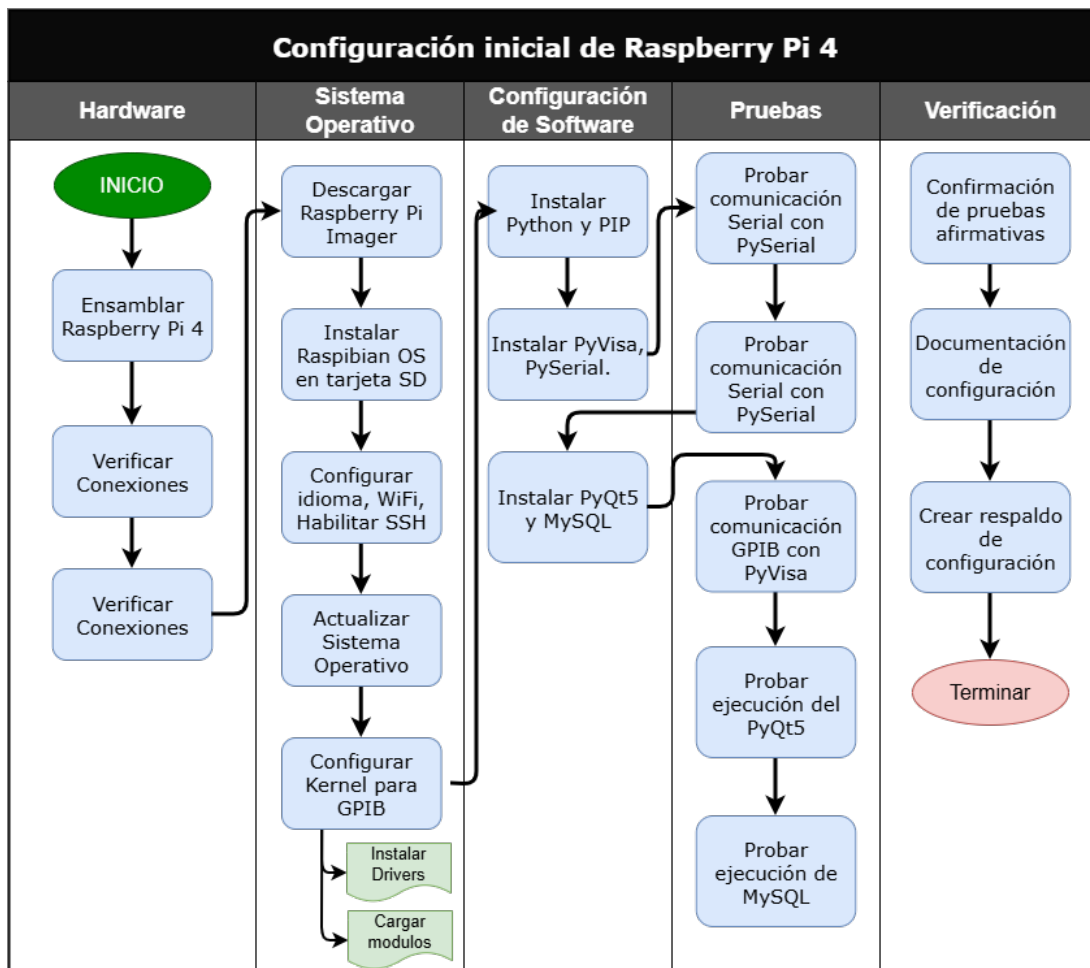 Configuración inicial de Raspberry Pi 4
Hardware
Sistema
Operativo
Configuración
de Software
Pruebas
Verificación
INICIO
Ensamblar
Raspberry Pi 4
Verificar
Conexiones
Verificar
Conexiones
Descargar
Raspberry Pi
Imager
Instalar
Raspibian OS
en tarjeta SD
Configurar
idioma, WiFi,
Habilitar SSH
Actualizar
Sistema
Operativo
Configurar
Kernel para
GPIB
Instalar
Drivers
Cargar
modulos
Instalar
Python y PIP
Instalar PyVisa,
PySerial.
Instalar PyQt5
y MySQL
Probar
comunicación
Serial con
PySerial
Probar
comunicación
Serial con
PySerial
Probar
comunicación
GPIB con
PyVisa
Probar
ejecución del
PyQt5
Probar
ejecución de
MySQL
Confirmación
de pruebas
afirmativas
Documentación
de
configuración
Crear respaldo
de
configuración
Terminar